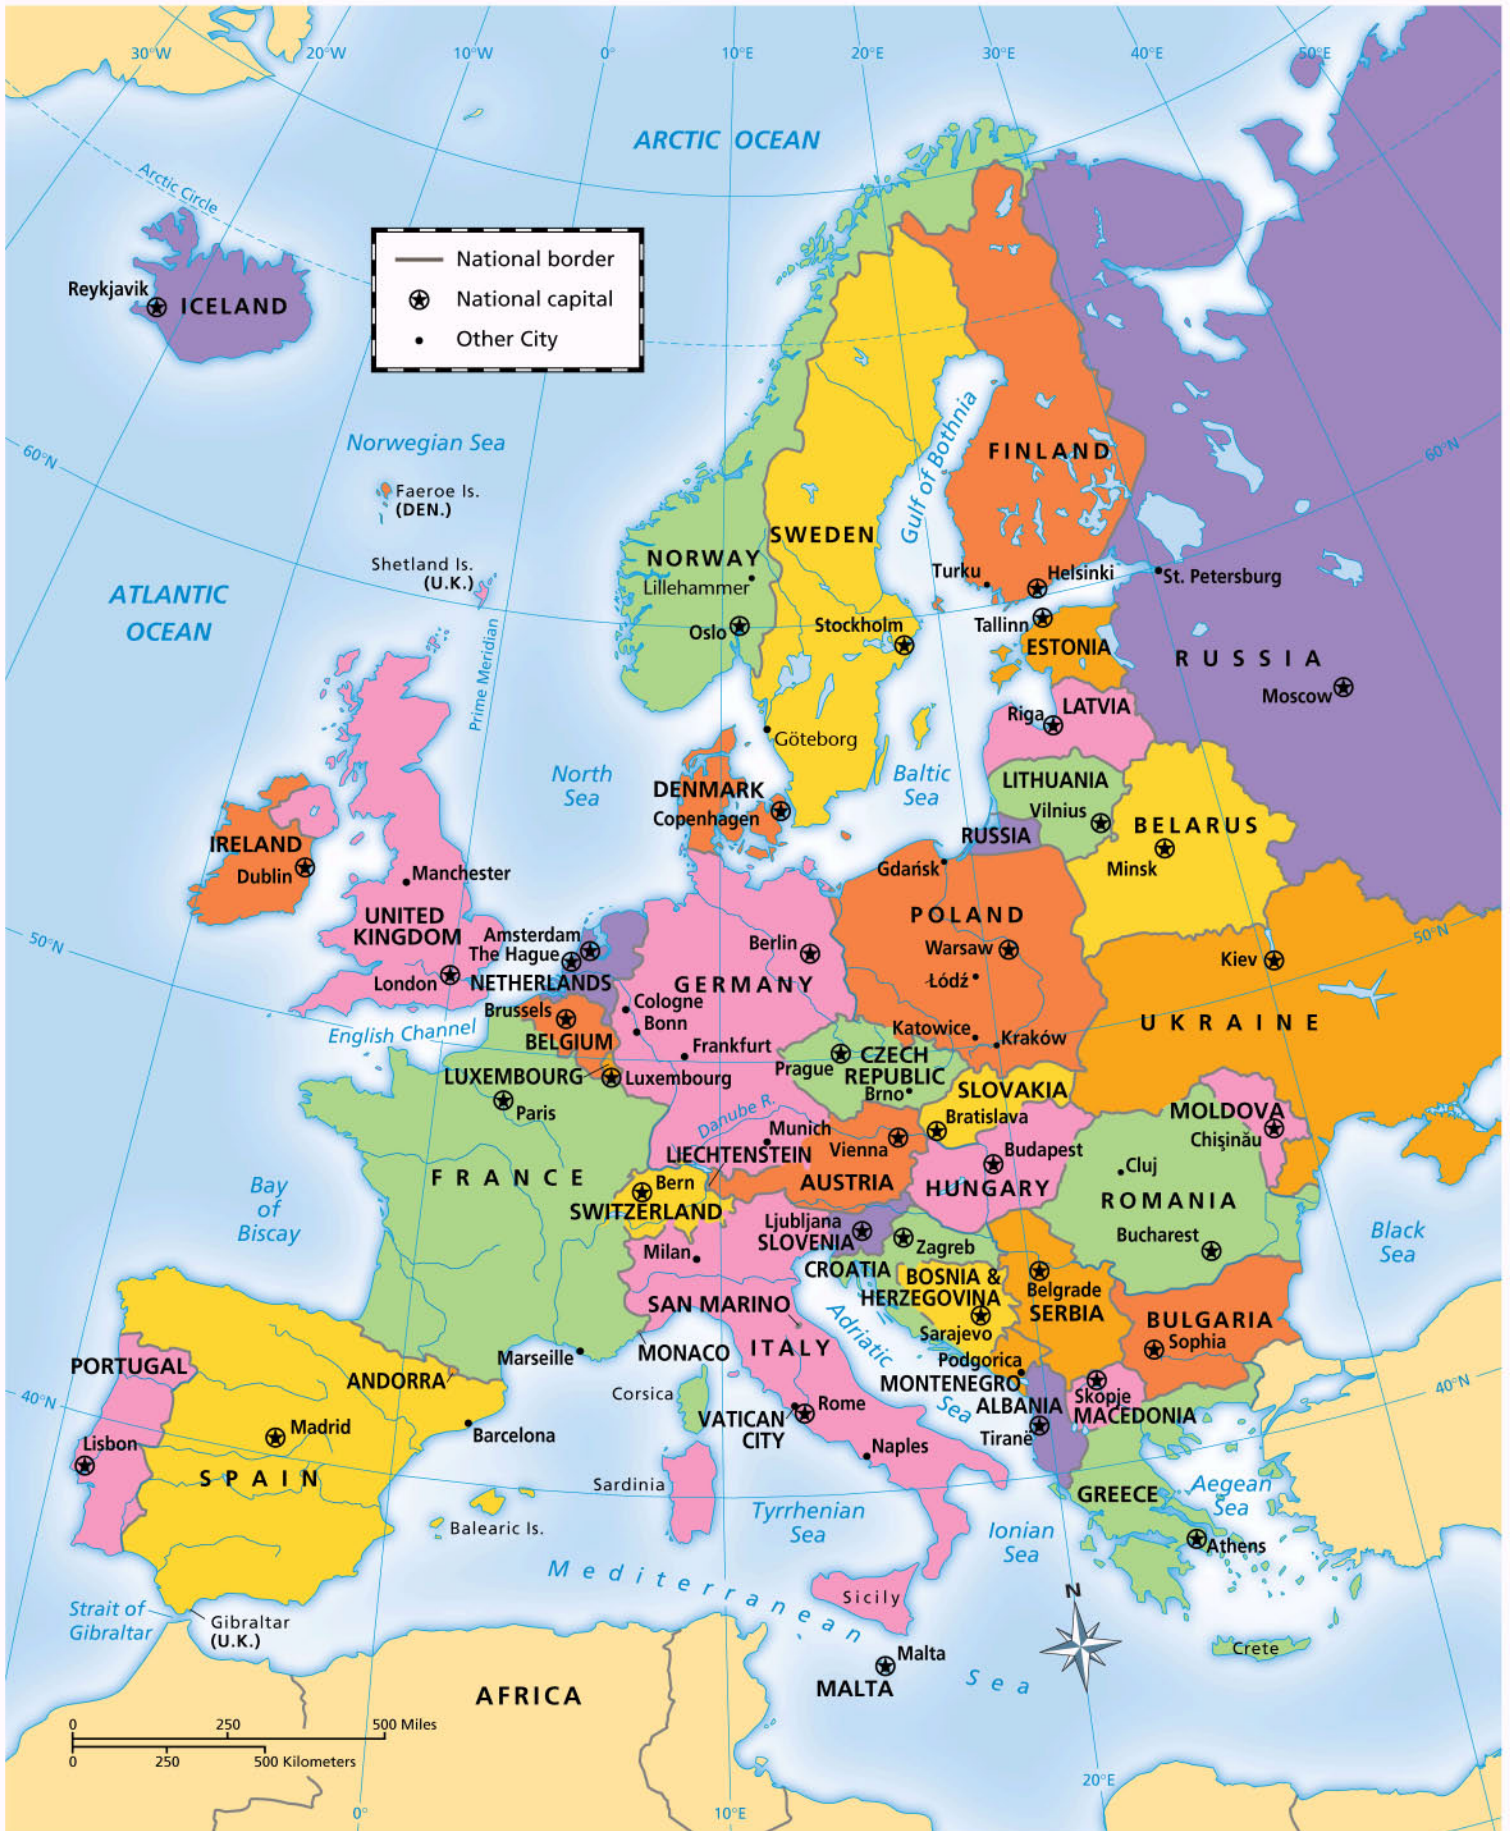 30°W
20°W
10°W
0°
10°E
20°E
30°E
40°E
50°E
ARCTIC OCEAN
Arctic Circle
National border
National capital
Other City
Reykjavik
ICELAND
Norwegian Sea
60°N
60°N
Faeroe Is.
(DEN.)
Shetland Is.
(U.K.)
ATLANTIC
OCEAN
Prime Meridian
Gulf of Bothnia
FINLAND
SWEDEN
NORWAY
Lillehammer
Oslo
Stockholm
Turku
Helsinki
St. Petersburg
Tallinn
ESTONIA
RUSSIA
Moscow
Riga
LATVIA
Göteborg
North
Sea
DENMARK
Copenhagen
Baltic
Sea
LITHUANIA
Vilnius
RUSSIA
BELARUS
Minsk
IRELAND
Dublin
Manchester
UNITED
KINGDOM
London
Amsterdam
The Hague
NETHERLANDS
Gdańsk
POLAND
Warsaw
Łódź
Berlin
GERMANY
50°N
50°N
Kiev
UKRAINE
English Channel
Brussels
BELGIUM
Cologne
Bonn
Frankfurt
Katowice
Kraków
Prague
CZECH
REPUBLIC
Brno
LUXEMBOURG
Luxembourg
Paris
SLOVAKIA
Bratislava
MOLDOVA
Chişinău
Danube R.
Munich
LIECHTENSTEIN
Vienna
AUSTRIA
Budapest
HUNGARY
Cluj
ROMANIA
Bucharest
FRANCE
Bern
SWITZERLAND
Bay
of
Biscay
Black
Sea
Ljubljana
SLOVENIA
Zagreb
CROATIA
Milan
BOSNIA &
HERZEGOVINA
Sarajevo
Belgrade
SERBIA
BULGARIA
Sophia
SAN MARINO
ITALY
Adriatic
Sea
MONACO
Marseille
PORTUGAL
ANDORRA
Podgorica
MONTENEGRO
ALBANIA
Tiranë
Skopje
MACEDONIA
40°N
40°N
Corsica
VATICAN
CITY
Rome
Naples
Madrid
Barcelona
Lisbon
SPAIN
Sardinia
Balearic Is.
Tyrrhenian
Sea
Ionian
Sea
GREECE
Aegean
Sea
Athens
Mediterranean
Sea
Sicily
N
Strait of
Gibraltar
Gibraltar
(U.K.)
Malta
MALTA
Crete
AFRICA
0 250 500 Miles
0 250 500 Kilometers
0°
10°E
20°E